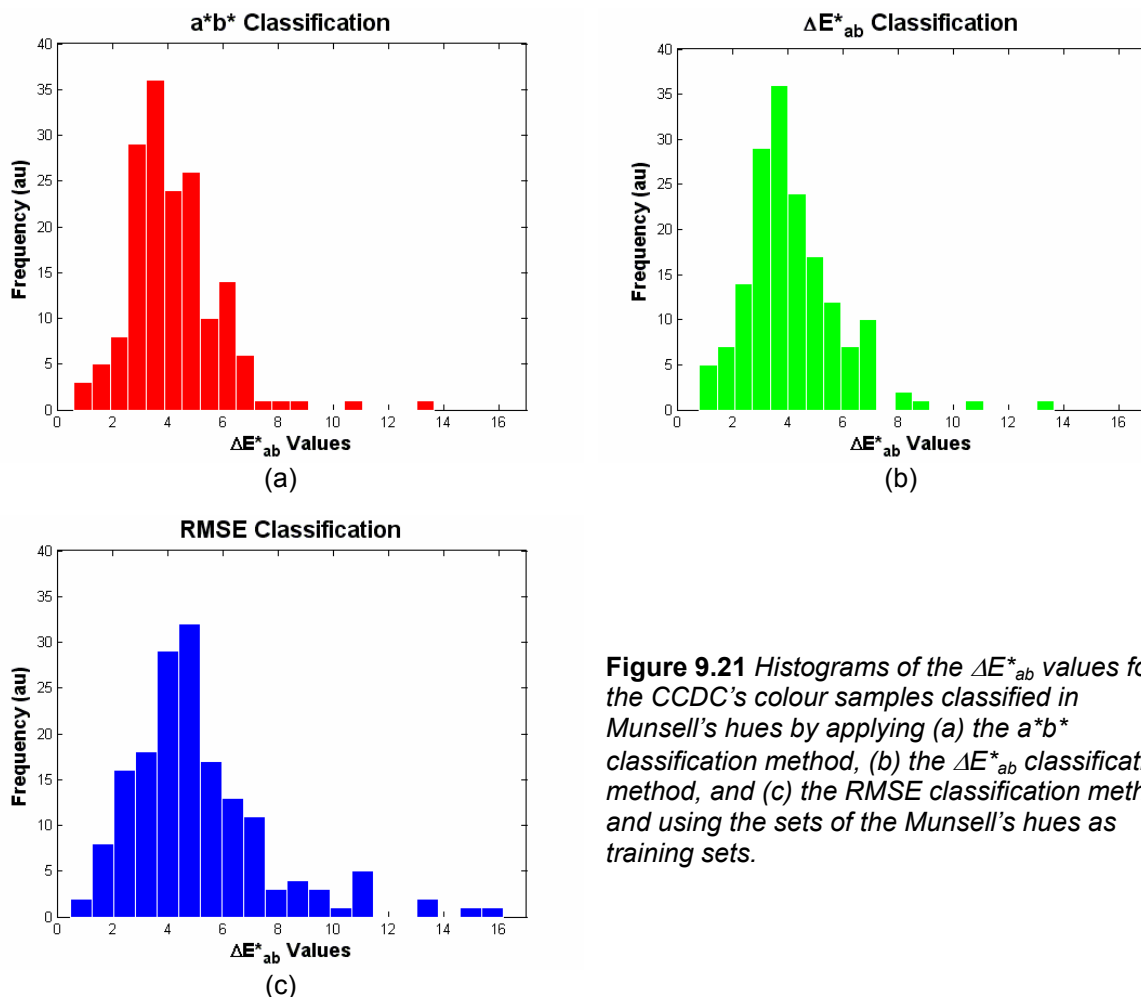 a*b* Classification
40
35
30
25
20
15
10
5
0
Frequency (au)
0 2 4 6 8 10 12 14 16
ΔE*ab Values
(a)
ΔE*ab Classification
40
35
30
25
20
15
10
5
0
Frequency (au)
0 2 4 6 8 10 12 14 16
ΔE*ab Values
(b)
RMSE Classification
40
35
30
25
20
15
10
5
0
Frequency (au)
0 2 4 6 8 10 12 14 16
ΔE*ab Values
(c)
Figure 9.21 Histograms of the ΔE*ab values fo
the CCDC's colour samples classified in
Munsell's hues by applying (a) the a*b*
classification method, (b) the ΔE*ab classificat
method, and (c) the RMSE classification meth
and using the sets of the Munsell's hues as
training sets.